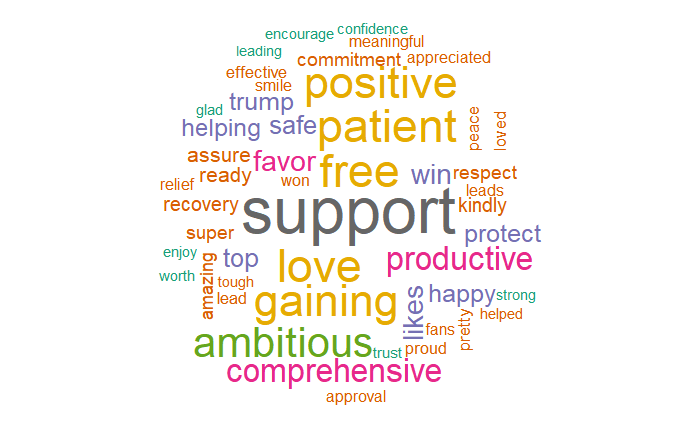 encourage
confidence
leading
meaningful
commitment
appreciated
effective
smile
positive
glad
trump
patient
peace
loved
helping
safe
assure
favor
free
ready
won
win
respect
relief
leads
recovery
support
kindly
super
protect
enjoy
top
love
productive
worth
amazing
tough
lead
gaining
likes
happy
strong
helped
fans
pretty
ambitious
trust
proud
comprehensive
approval